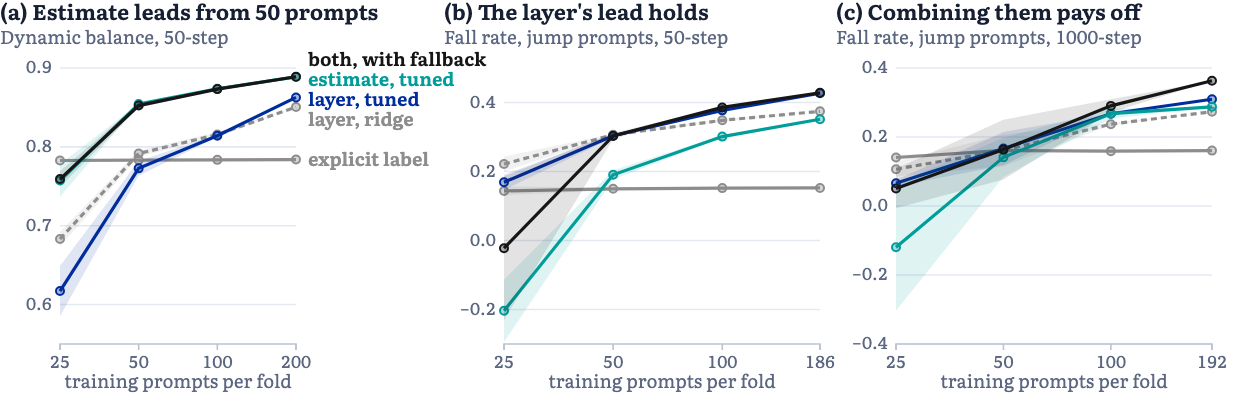 (a) Estimate leads from 50 prompts
Dynamic balance, 50-step
0.9
0.8
0.7
0.6
25
50
100
200
training prompts per fold
both, with fallback
estimate, tuned
layer, tuned
layer, ridge
explicit label
(b) The layer's lead holds
Fall rate, jump prompts, 50-step
0.4
0.2
0.0
−0.2
25
50
100
186
training prompts per fold
(c) Combining them pays off
Fall rate, jump prompts, 1000-step
0.4
0.2
0.0
−0.2
−0.4
25
50
100
192
training prompts per fold